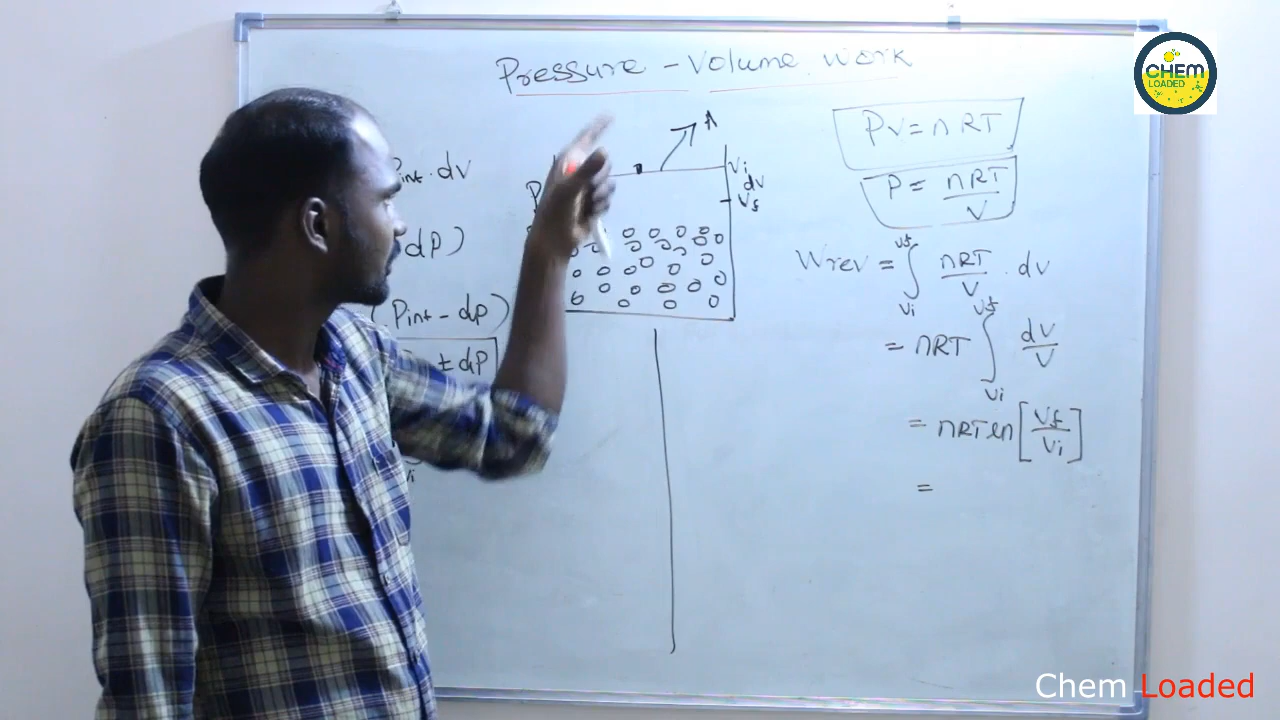 Pressure - Volume Work
CHEM
LOADED
A
Pint . dV
Vi
dV
Vf
PV = nRT
P = nRT/V
dP)
Wrev = ∫ Vf Vi nRT/V . dV
(Pint - dP)
= nRT ∫ Vf Vi dV/V
± dP
= nRT ln [Vf/Vi]
Vi
=
Chem Loaded